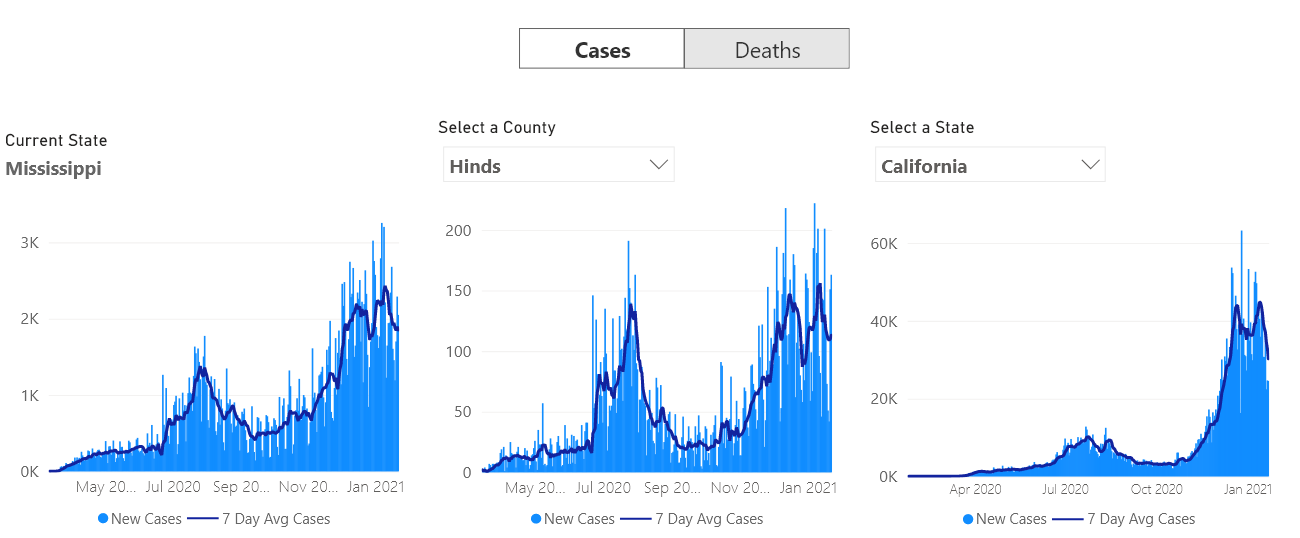 Cases
Deaths
Current State
Mississippi
3K
2K
1K
0K
May 20... Jul 2020 Sep 20... Nov 20... Jan 2021
New Cases 7 Day Avg Cases
Select a County
Hinds
200
150
100
50
0
May 20... Jul 2020 Sep 20... Nov 20... Jan 2021
New Cases 7 Day Avg Cases
Select a State
California
60K
40K
20K
0K
Apr 2020 Jul 2020 Oct 2020 Jan 2021
New Cases 7 Day Avg Cases